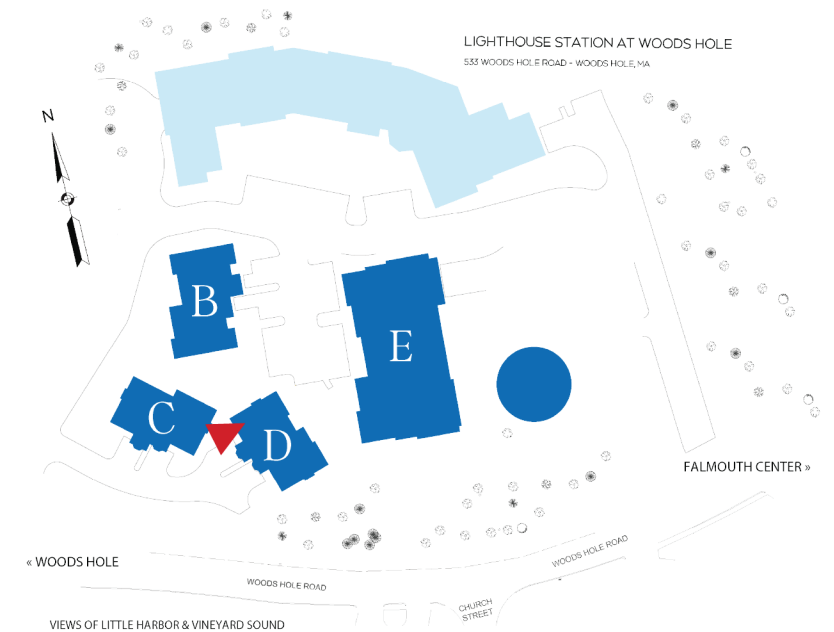 LIGHTHOUSE STATION AT WOODS HOLE
533 WOODS HOLE ROAD - WOODS HOLE, MA
N
B
E
C
D
FALMOUTH CENTER »
WOODS HOLE ROAD
« WOODS HOLE
WOODS HOLE ROAD
CHURCH
STREET
VIEWS OF LITTLE HARBOR & VINEYARD SOUND